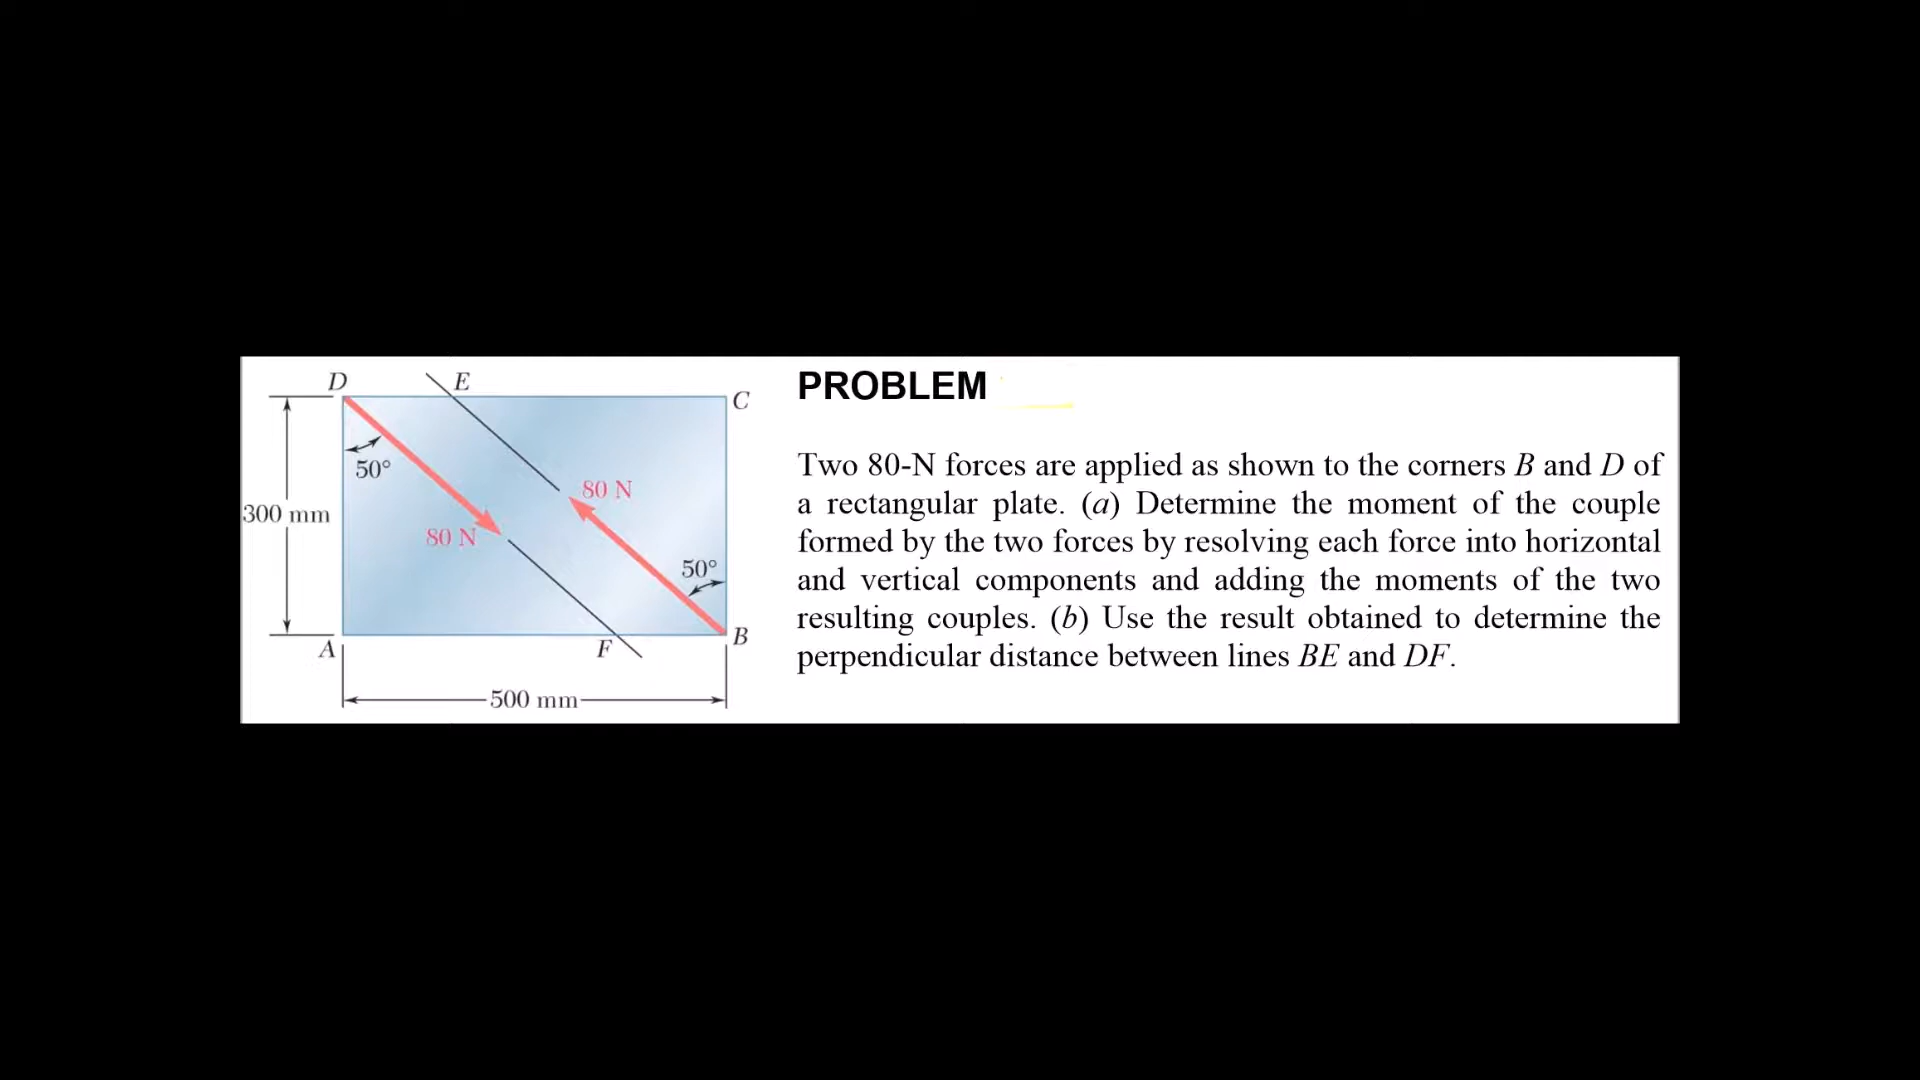 D
E
C
50°
80 N
300 mm
80 N
50°
A
F
B
500 mm
PROBLEM
Two 80-N forces are applied as shown to the corners B and D of
a rectangular plate. (a) Determine the moment of the couple
formed by the two forces by resolving each force into horizontal
and vertical components and adding the moments of the two
resulting couples. (b) Use the result obtained to determine the
perpendicular distance between lines BE and DF.